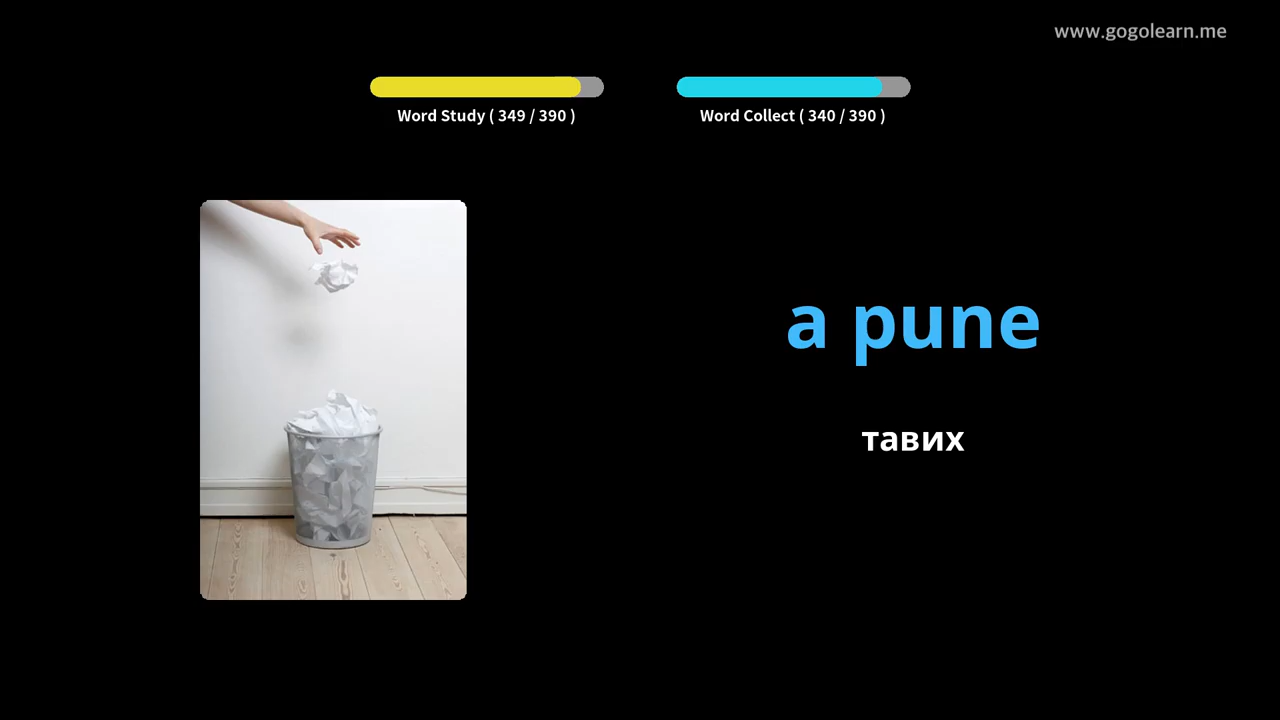 www.gogolearn.me
Word Study ( 349 / 390 )
Word Collect ( 340 / 390 )
a pune
тавих